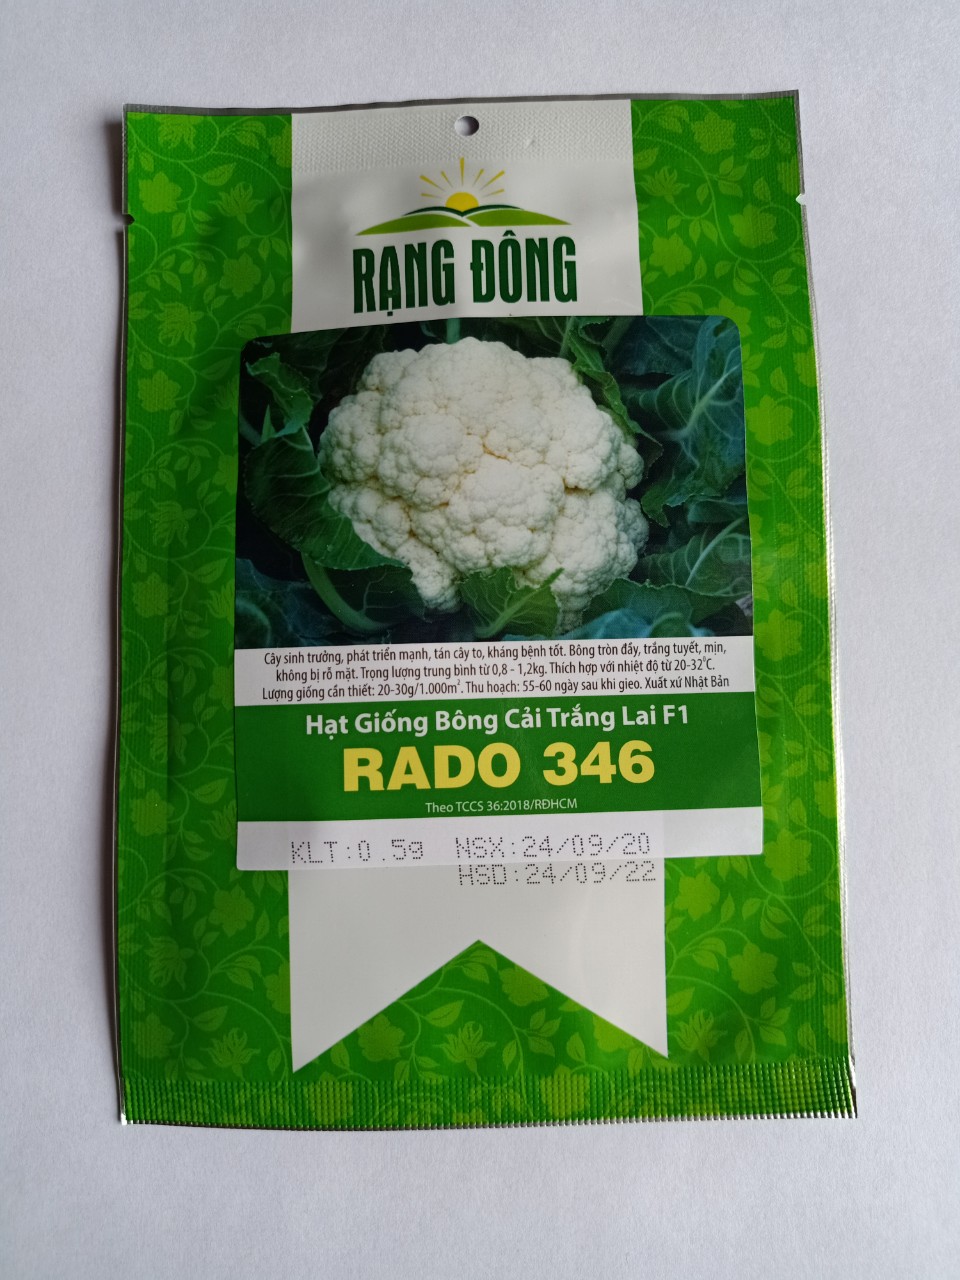 RẠNG ĐÔNG
Cây sinh trưởng, phát triển mạnh, tán cây to, kháng bệnh tốt. Bông tròn đầy, trắng tuyết, mịn,
không bị rỗ mặt. Trọng lượng trung bình từ 0,8 - 1,2kg. Thích hợp với nhiệt độ từ 20-32°C.
Lượng giống cần thiết: 20-30g/1.000m². Thu hoạch: 55-60 ngày sau khi gieo. Xuất xứ Nhật Bản
Hạt Giống Bông Cải Trắng Lai F1
RADO 346
Theo TCCS 36:2018/RĐHCM
KLT:0.5g NSX:24/09/20
HSD:24/09/22